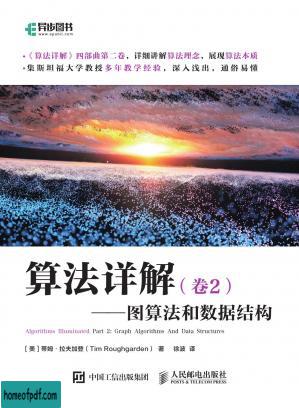 异步图书
www.epubit.com
·《算法详解》四部曲第二卷，详细讲解算法理念，展现算法本质
·集斯坦福大学教授多年教学经验，深入浅出，通俗易懂
算法详解（卷2）
——图算法和数据结构
Algorithms Illuminated Part 2: Graph Algorithms And Data Structures
[美] 蒂姆·拉夫加登（Tim Roughgarden） 著 徐波 译
中国工信出版集团 人民邮电出版社
POSTS & TELECOM PRESS
homeofpdf.com
homeofpdf.com